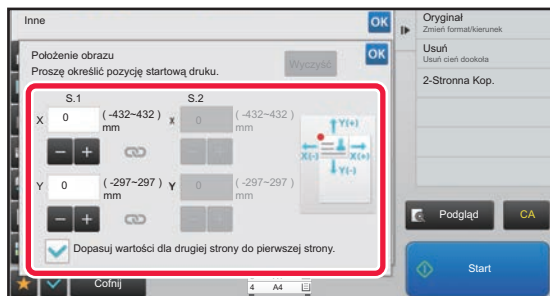 Inne
OK
Położenie obrazu
OK
Proszę określić pozycję startową druku.
Wyczyść
S.1
S.2
X 0 ( -432~432 ) mm
X 0 ( -432~432 ) mm
Y(+)
X(-)
X(+)
Y(-)
Y 0 ( -297~297 ) mm
Y 0 ( -297~297 ) mm
Dopasuj wartości dla drugiej strony do pierwszej strony.
Cofnij
4 A4
Oryginał
Zmień format/kierunek
Usuń
Usuń cień dookoła
2-Stronna Kop.
Podgląd
CA
Start